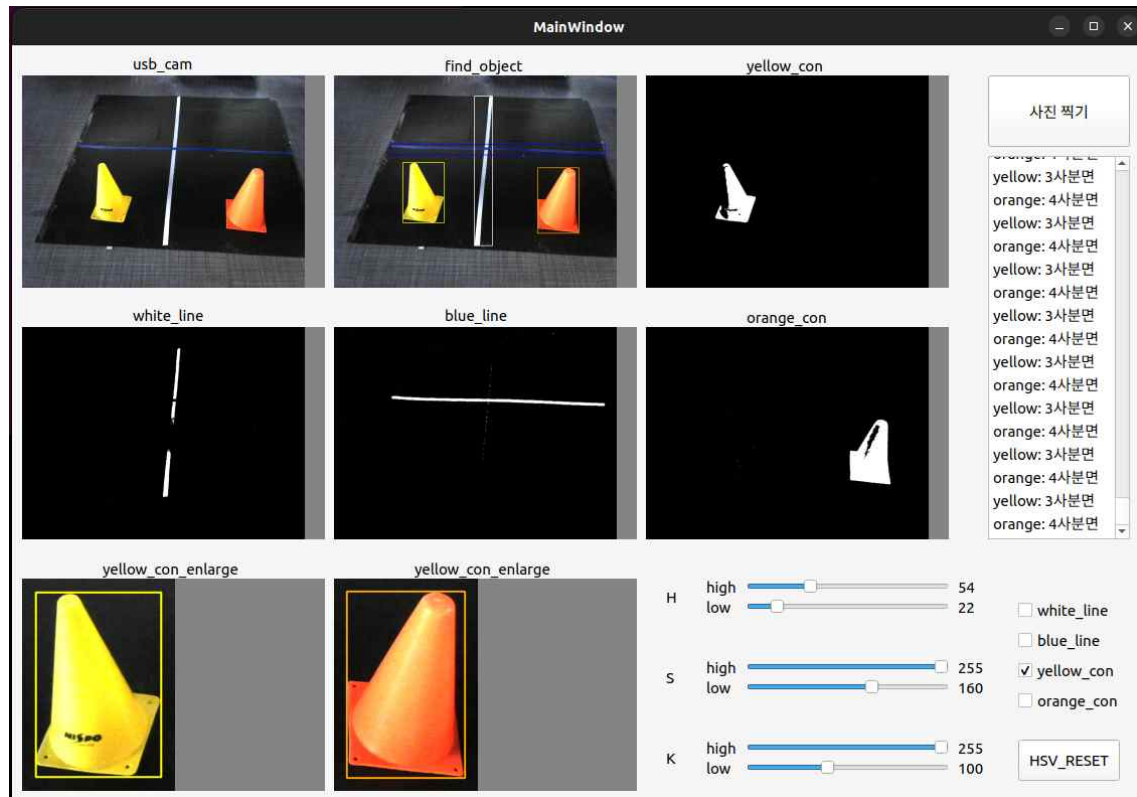 MainWindow
usb_cam
find_object
yellow_con
사진 찍기
yellow: 3사분면
orange: 4사분면
yellow: 3사분면
orange: 4사분면
yellow: 3사분면
orange: 4사분면
yellow: 3사분면
orange: 4사분면
yellow: 3사분면
orange: 4사분면
yellow: 3사분면
orange: 4사분면
yellow: 3사분면
orange: 4사분면
yellow: 3사분면
orange: 4사분면
white_line
blue_line
orange_con
yellow_con_enlarge
yellow_con_enlarge
NISPO
H
high
54
low
22
S
high
255
low
160
K
high
255
low
100
white_line
blue_line
yellow_con
orange_con
HSV_RESET